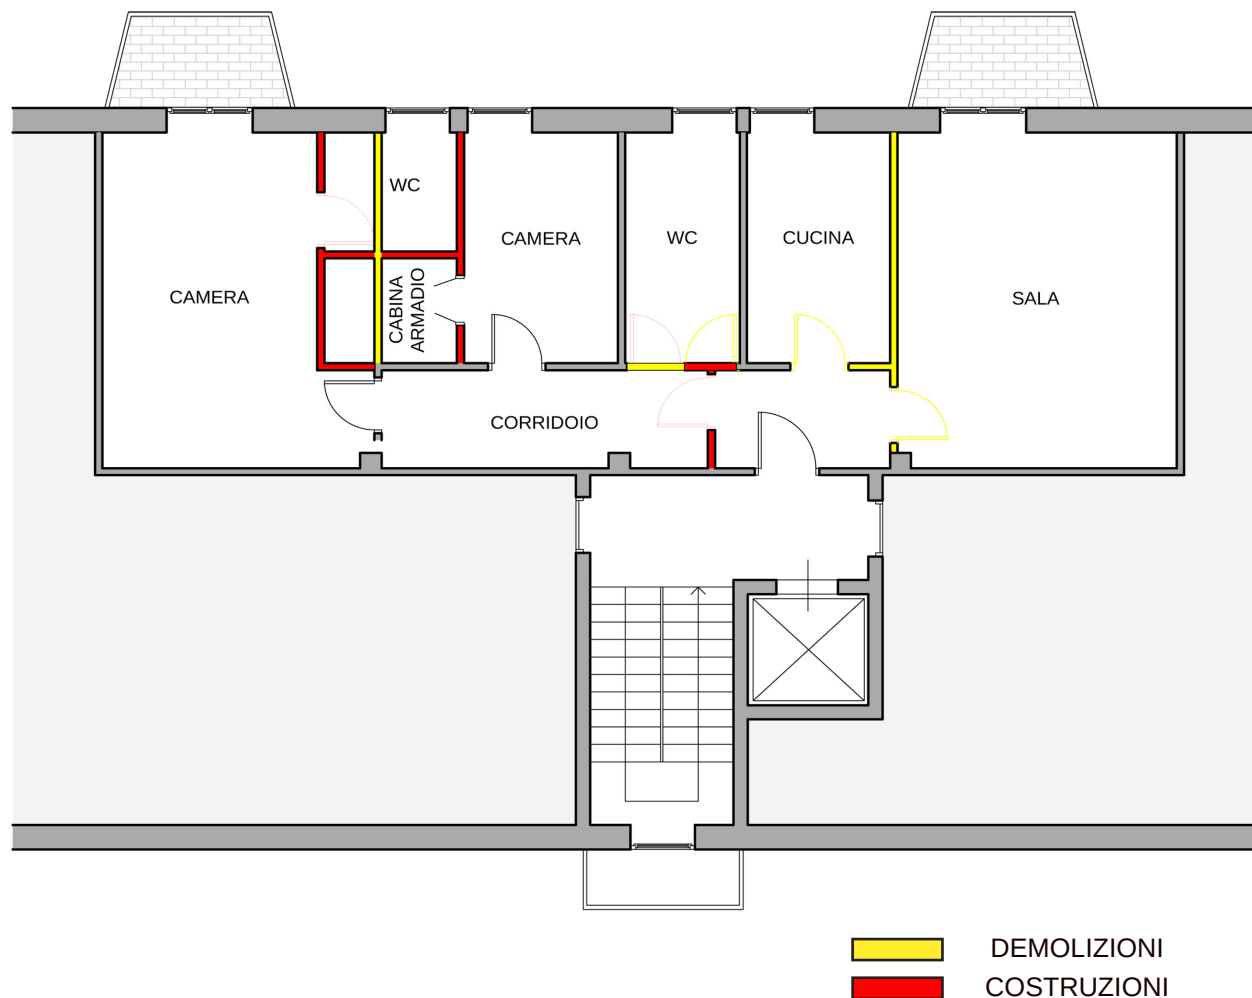 WC
CAMERA
WC
CUCINA
CAMERA
CABINA
ARMADIO
SALA
CORRIDOIO
DEMOLIZIONI
COSTRUZIONI